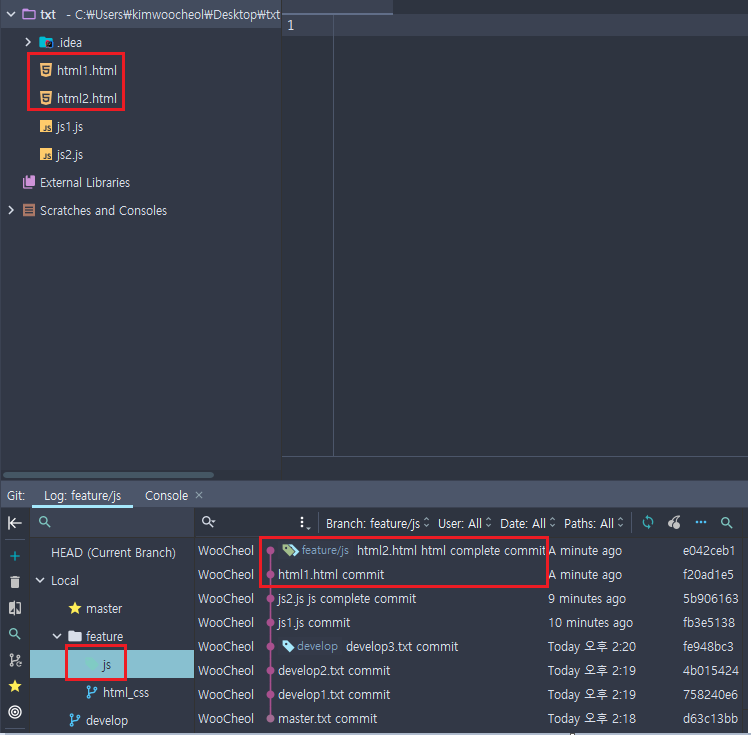 txt - C:₩Users₩kimwoocheol₩Desktop₩txt
1
.idea
html1.html
html2.html
js1.js
js2.js
External Libraries
Scratches and Consoles
Git: Log: feature/js Console ×
Branch: feature/js User: All Date: All Paths: All
HEAD (Current Branch)
Local
master
feature
js
html_css
develop
WooCheol feature/js html2.html html complete commit A minute ago e042ceb1
WooCheol html1.html commit A minute ago f20ad1e5
WooCheol js2.js js complete commit 9 minutes ago 5b906163
WooCheol js1.js commit 10 minutes ago fb3e5138
WooCheol develop develop3.txt commit Today 오후 2:20 fe948bc3
WooCheol develop2.txt commit Today 오후 2:19 4b015424
WooCheol develop1.txt commit Today 오후 2:19 758240e6
WooCheol master.txt commit Today 오후 2:18 d63c13bb